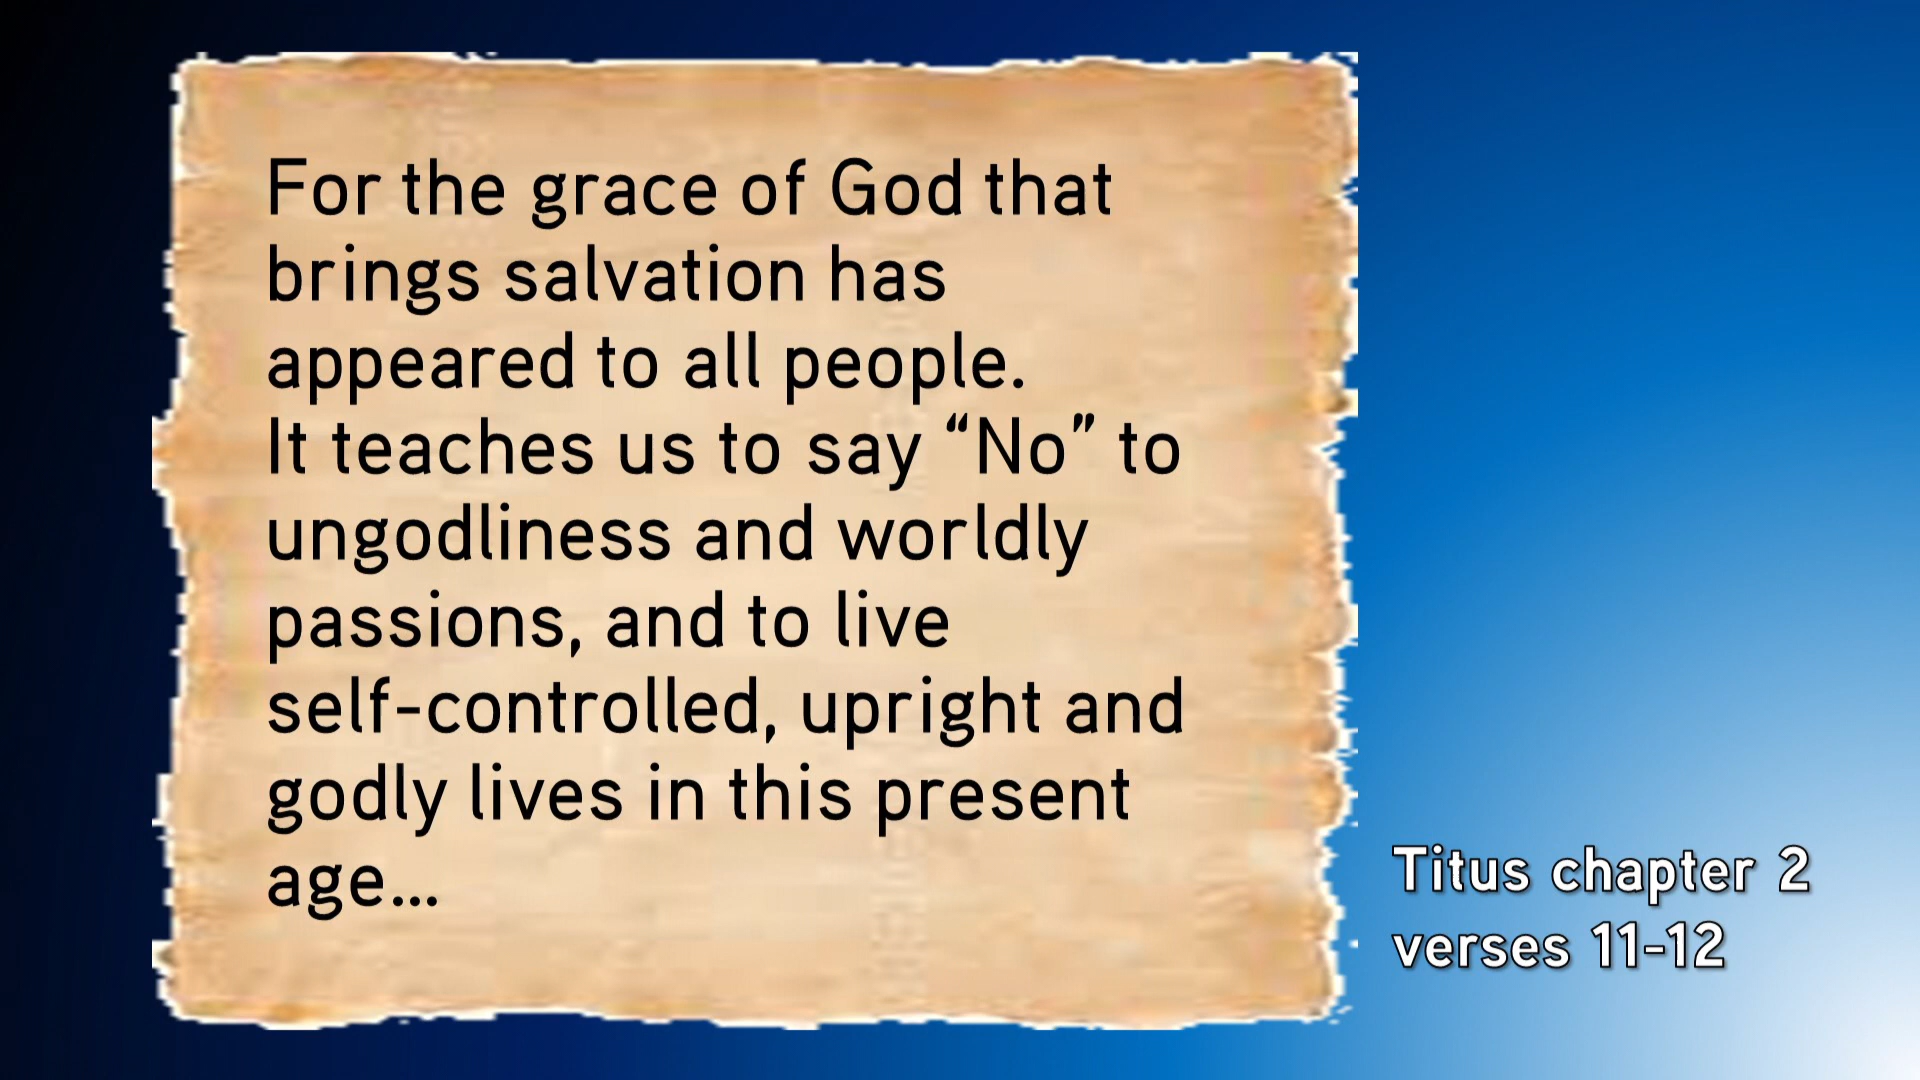 For the grace of God that
brings salvation has
appeared to all people.
It teaches us to say “No” to
ungodliness and worldly
passions, and to live
self-controlled, upright and
godly lives in this present
age...
Titus chapter 2
verses 11-12